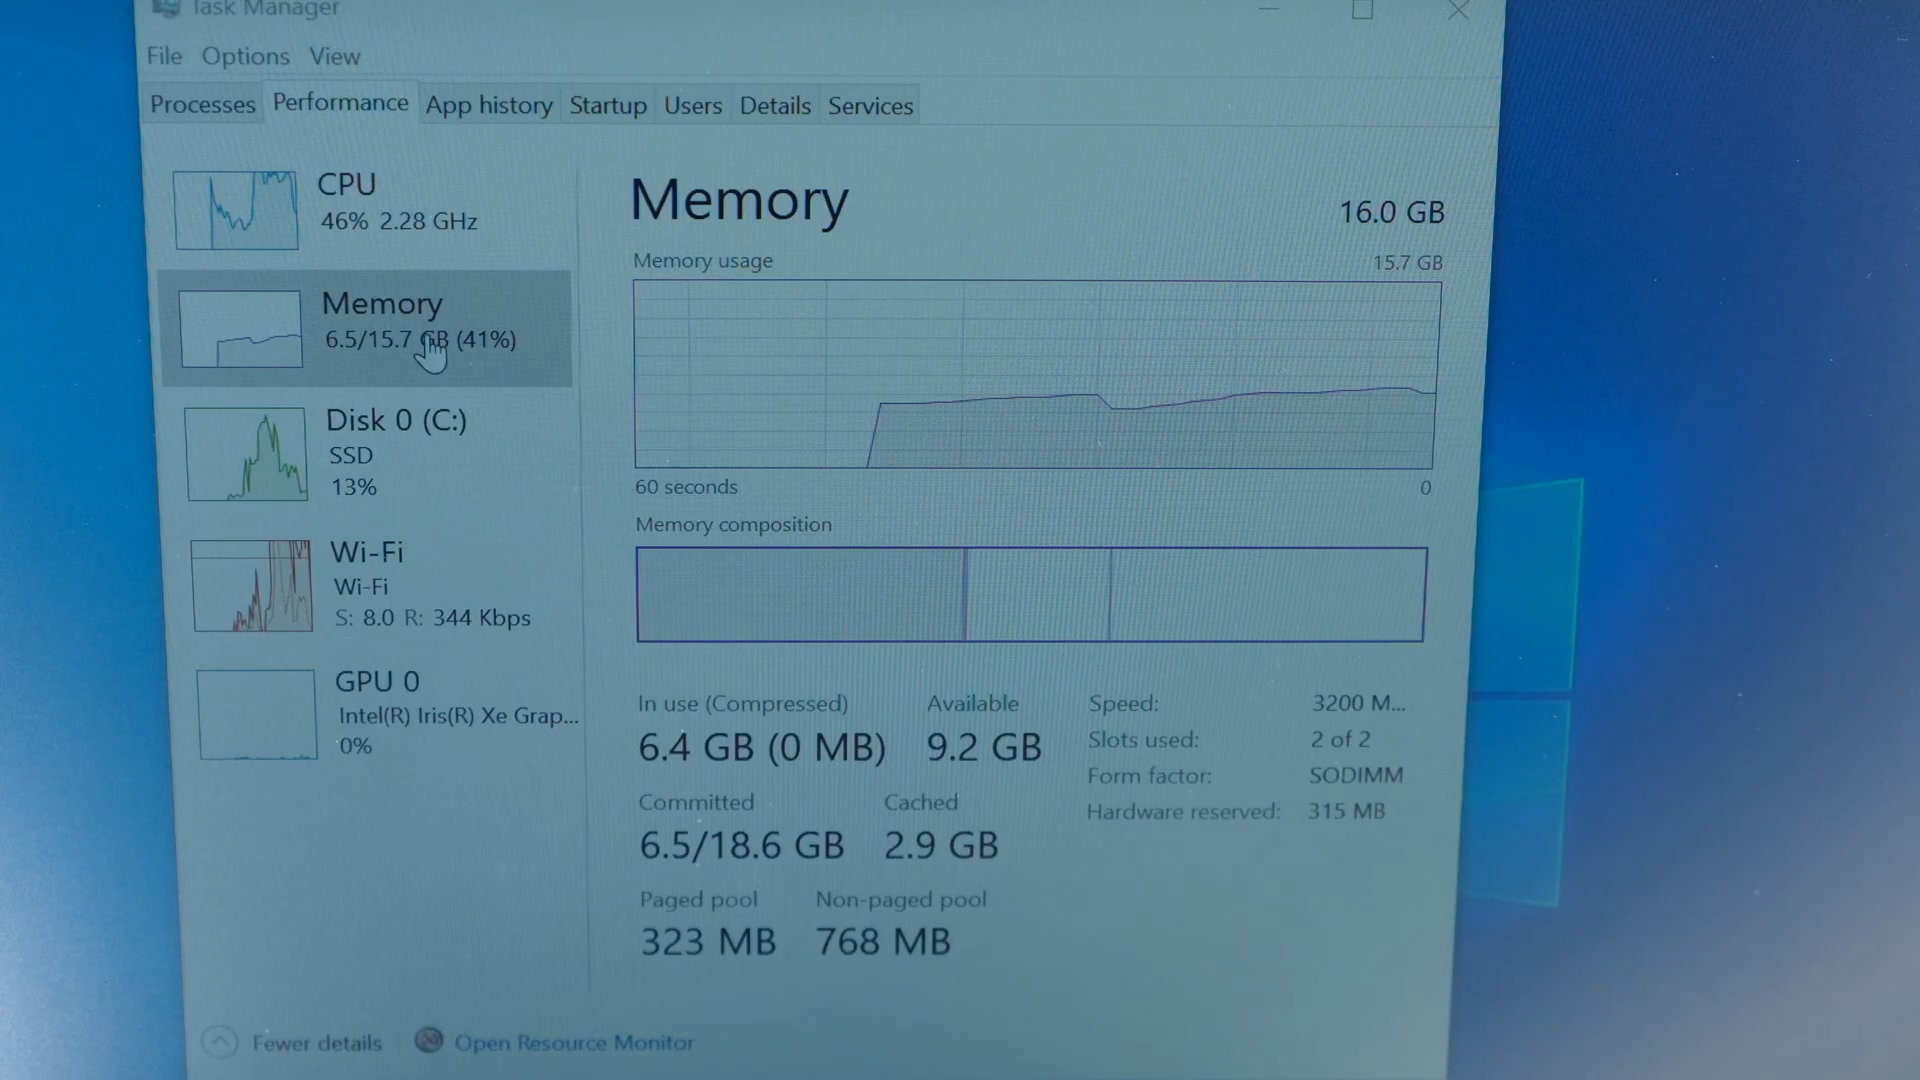 Task Manager
File Options View
Processes Performance App history Startup Users Details Services
CPU
46% 2.28 GHz
Memory
6.5/15.7 GB (41%)
Disk 0 (C:)
SSD
13%
Wi-Fi
Wi-Fi
S: 8.0 R: 344 Kbps
GPU 0
Intel(R) Iris(R) Xe Grap...
0%
Memory 16.0 GB
Memory usage 15.7 GB
60 seconds 0
Memory composition
In use (Compressed) Available
6.4 GB (0 MB) 9.2 GB
Committed Cached
6.5/18.6 GB 2.9 GB
Paged pool Non-paged pool
323 MB 768 MB
Speed: 3200 M...
Slots used: 2 of 2
Form factor: SODIMM
Hardware reserved: 315 MB
Fewer details Open Resource Monitor